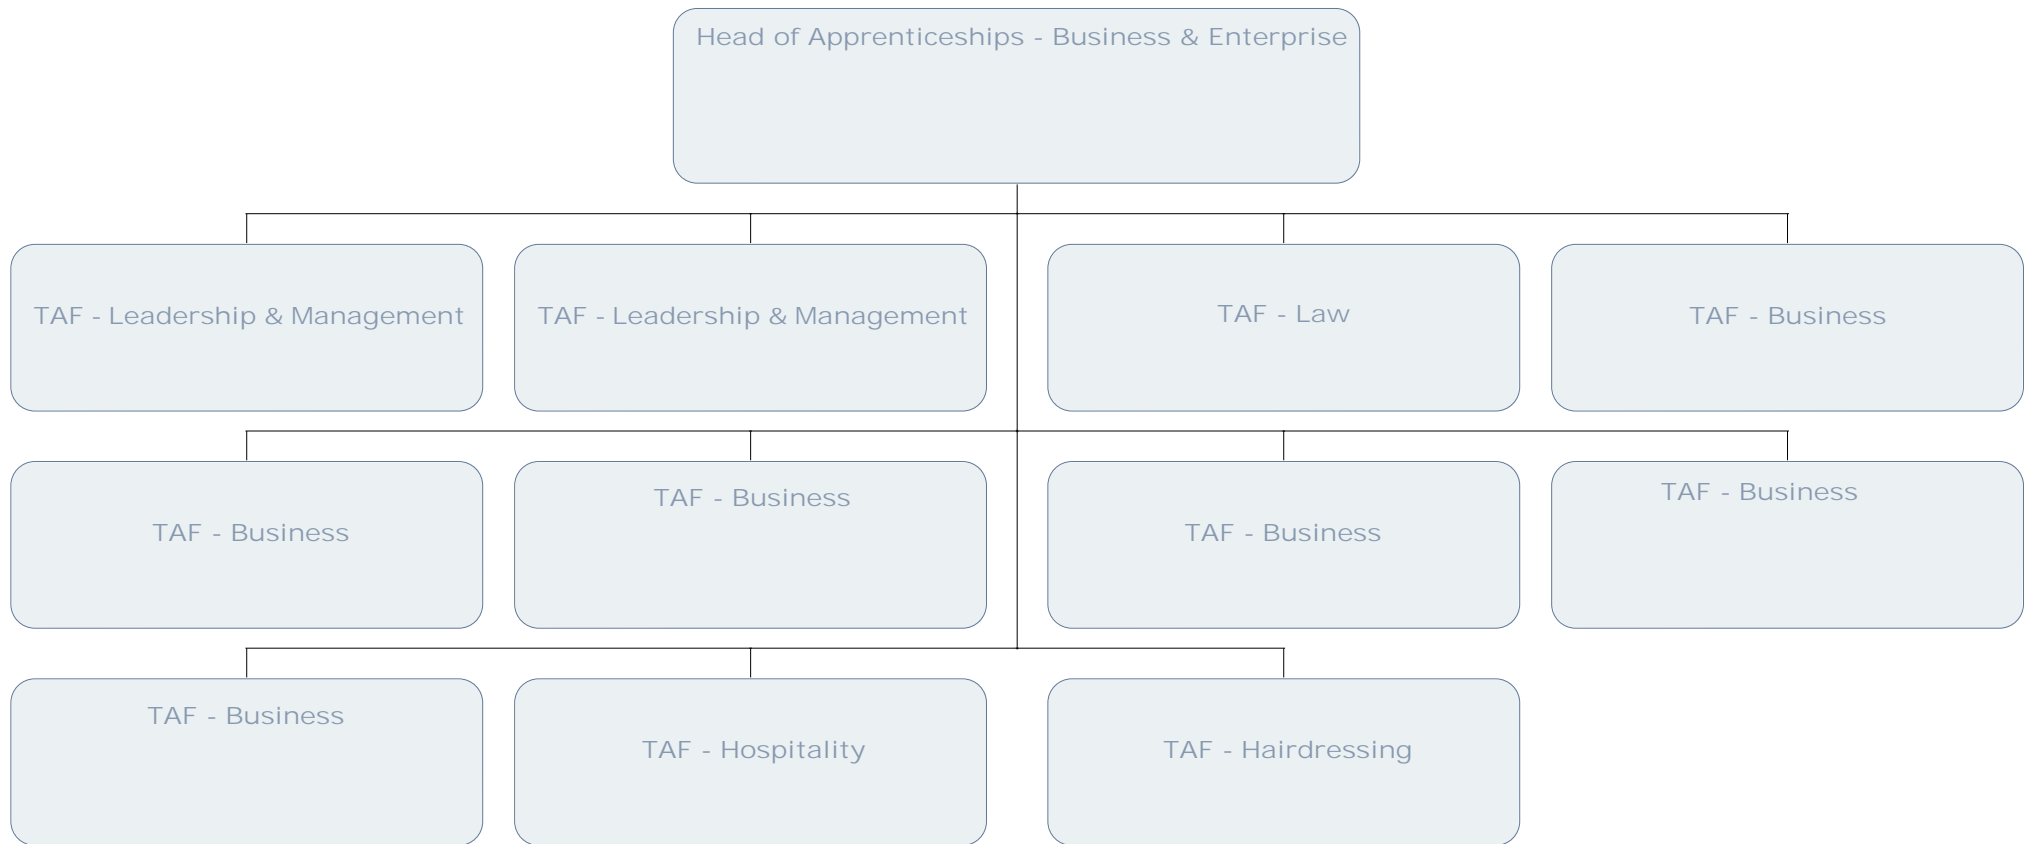 Head of Apprenticeships - Business & Enterprise
TAF - Leadership & Management
TAF - Leadership & Management
TAF - Law
TAF - Business
TAF - Business
TAF - Business
TAF - Business
TAF - Business
TAF - Business
TAF - Hospitality
TAF - Hairdressing